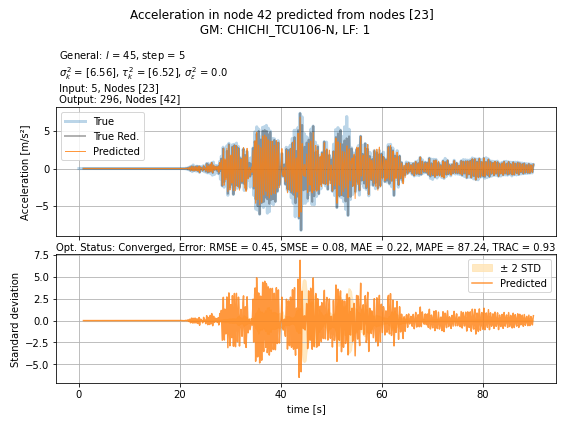 Acceleration in node 42 predicted from nodes [23]
GM: CHICHI_TCU106-N, LF: 1
General: l = 45, step = 5
σ²ₖ = [6.56], τ²ₖ = [6.52], σ²ε = 0.0
Input: 5, Nodes [23]
Output: 296, Nodes [42]
True
True Red.
Predicted
Acceleration [m/s²]
5
0
−5
Opt. Status: Converged, Error: RMSE = 0.45, SMSE = 0.08, MAE = 0.22, MAPE = 87.24, TRAC = 0.93
± 2 STD
Predicted
Standard deviation
7.5
5.0
2.5
0.0
−2.5
−5.0
0 20 40 60 80
time [s]